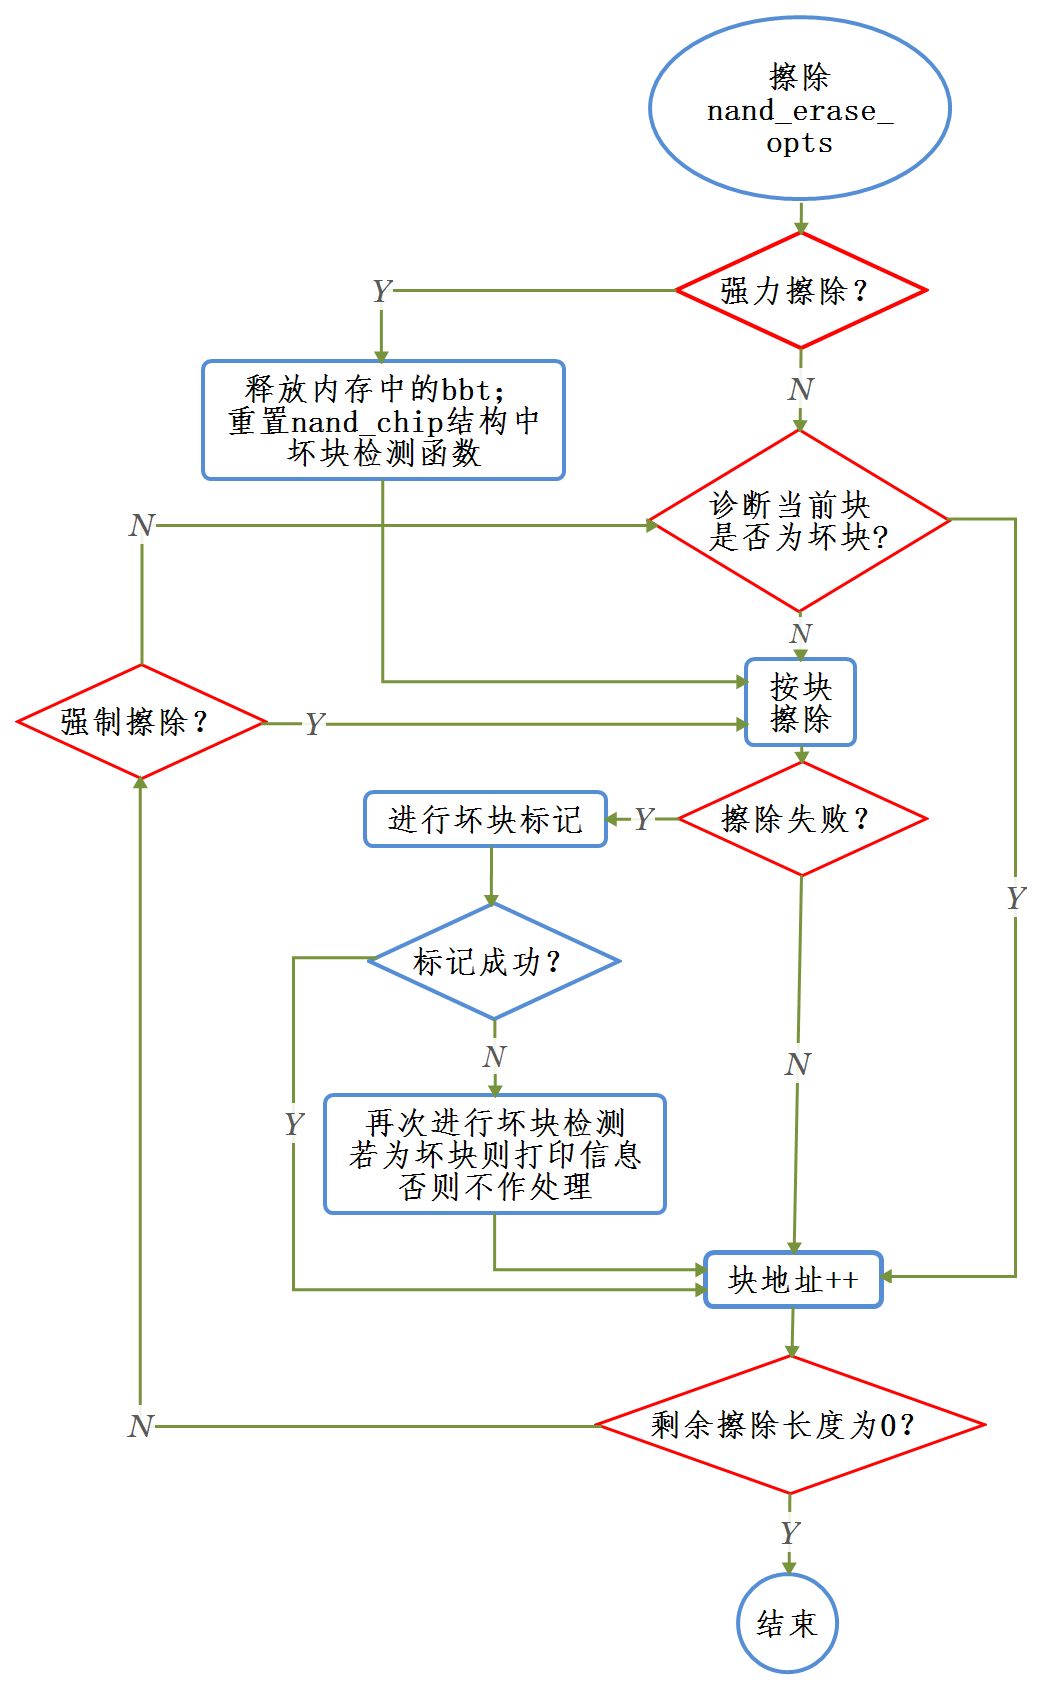 擦除
nand_erase_
opts
强力擦除?
Y
N
释放内存中的bbt;
重置nand_chip结构中
坏块检测函数
诊断当前块
是否为坏块?
N
N
按块
擦除
强制擦除?
Y
擦除失败?
Y
进行坏块标记
Y
标记成功?
N
N
再次进行坏块检测
若为坏块则打印信息
否则不作处理
Y
块地址++
剩余擦除长度为0?
N
Y
结束